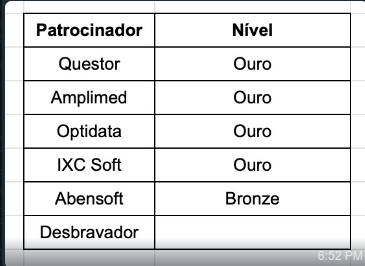 Patrocinador Nível
Questor Ouro
Amplimed Ouro
Optidata Ouro
IXC Soft Ouro
Abensoft Bronze
Desbravador
6:52 PM